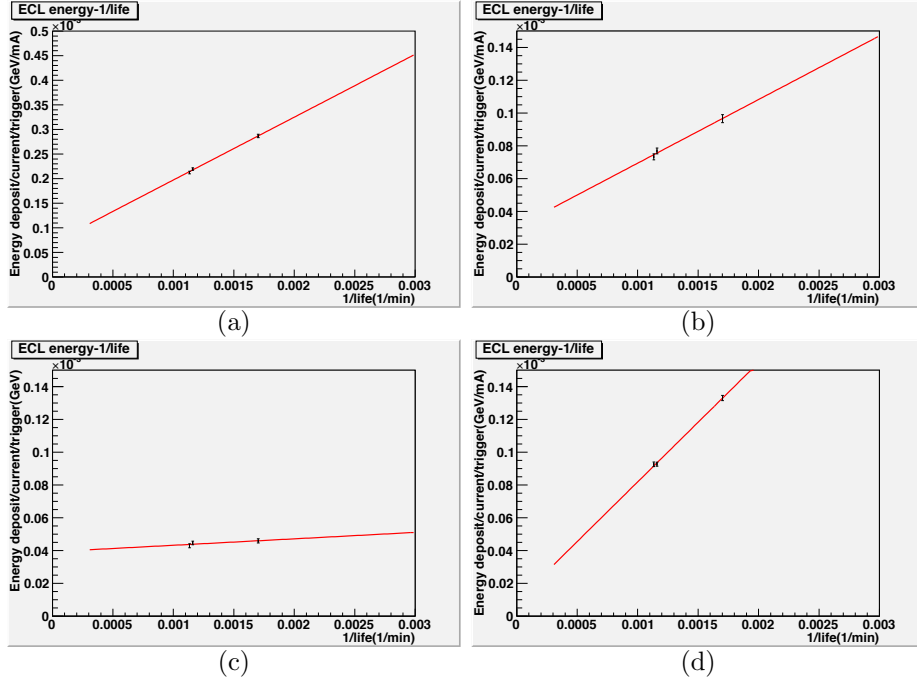 ECL energy-1/life
×10
Energy deposit/current/trigger(GeV/mA)
0.5
0.45
0.4
0.35
0.3
0.25
0.2
0.15
0.1
0.05
0
0 0.0005 0.001 0.0015 0.002 0.0025 0.003
1/life(1/min)
(a)
ECL energy-1/life
×10
Energy deposit/current/trigger(GeV/mA)
0.14
0.12
0.1
0.08
0.06
0.04
0.02
0
0 0.0005 0.001 0.0015 0.002 0.0025 0.003
1/life(1/min)
(b)
ECL energy-1/life
×10
Energy deposit/current/trigger(GeV)
0.14
0.12
0.1
0.08
0.06
0.04
0.02
0
0 0.0005 0.001 0.0015 0.002 0.0025 0.003
1/life(1/min)
(c)
ECL energy-1/life
×10
Energy deposit/current/trigger(GeV/mA)
0.14
0.12
0.1
0.08
0.06
0.04
0.02
0
0 0.0005 0.001 0.0015 0.002 0.0025 0.003
1/life(1/min)
(d)